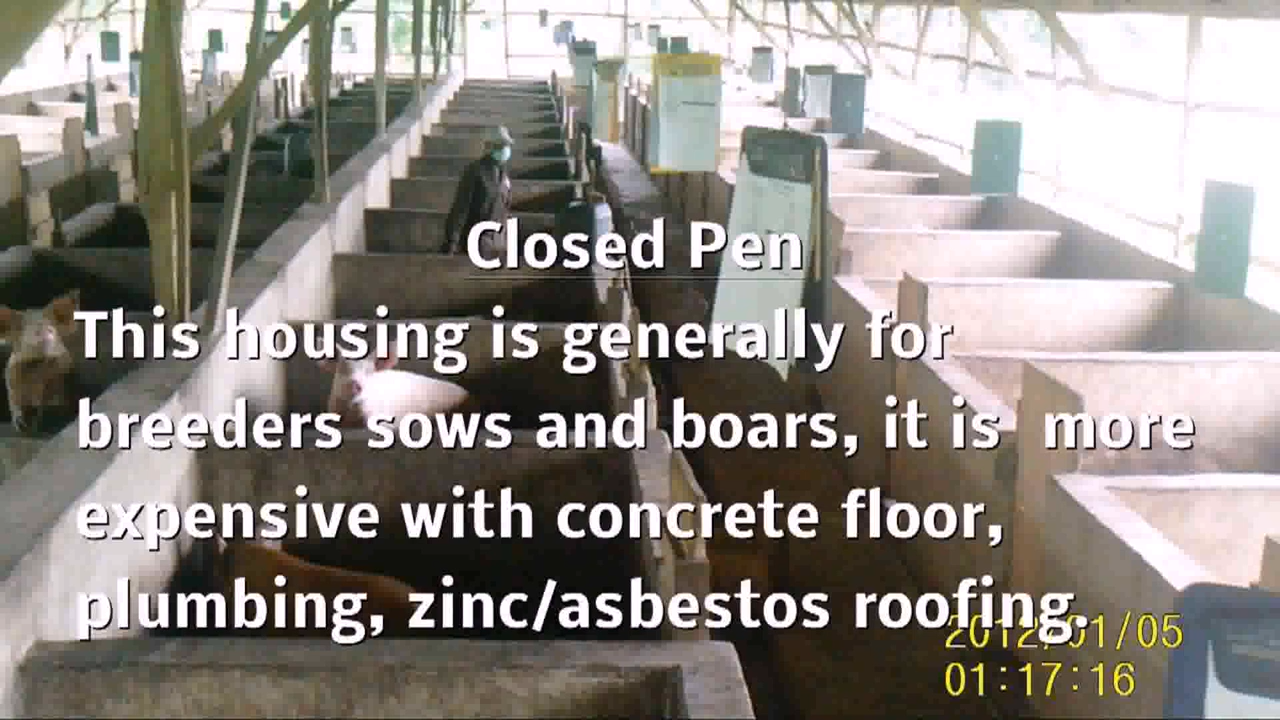 Closed Pen
This housing is generally for
breeders sows and boars, it is  more
expensive with concrete floor,
plumbing, zinc/asbestos roofing.
2012/01/05
01:17:16